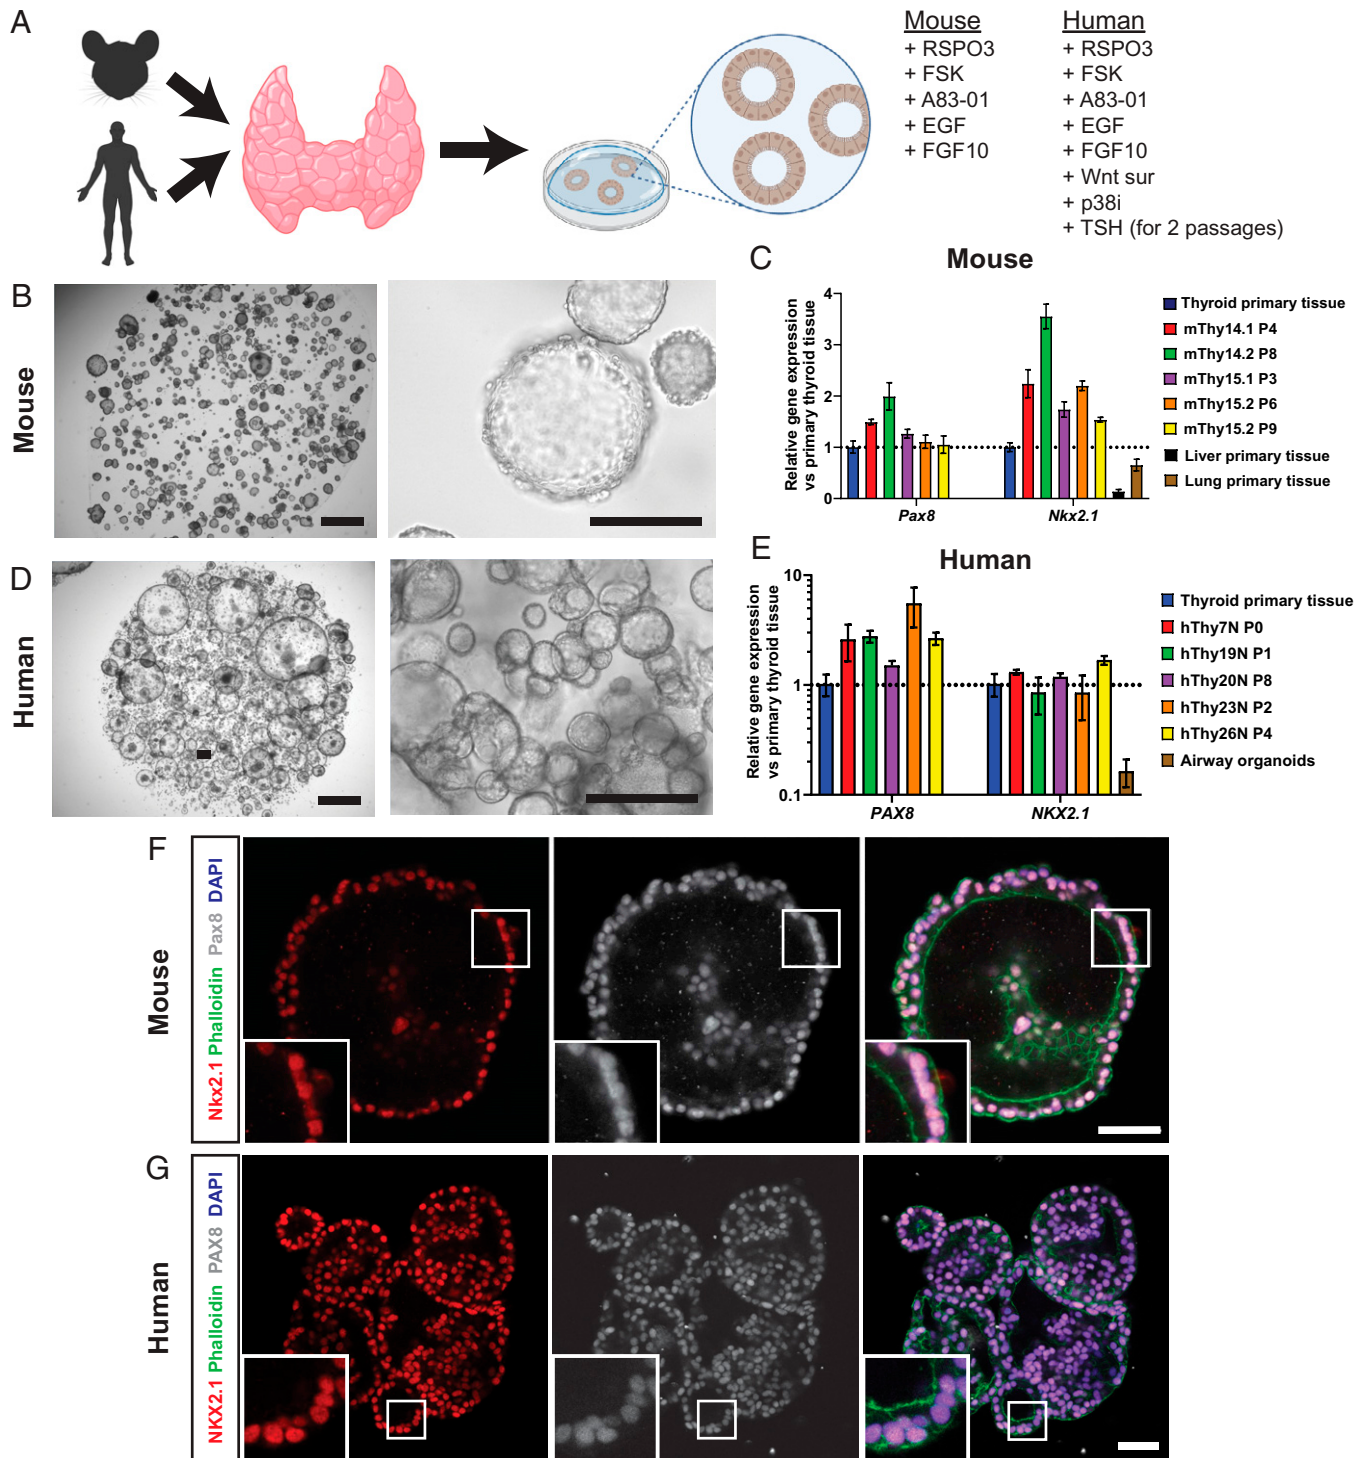 A
Mouse
+ RSPO3
+ FSK
+ A83-01
+ EGF
+ FGF10
Human
+ RSPO3
+ FSK
+ A83-01
+ EGF
+ FGF10
+ Wnt sur
+ p38i
+ TSH (for 2 passages)
B
Mouse
C
Mouse
Relative gene expression
vs primary thyroid tissue
4
3
2
1
0
Pax8
Nkx2.1
Thyroid primary tissue
mThy14.1 P4
mThy14.2 P8
mThy15.1 P3
mThy15.2 P6
mThy15.2 P9
Liver primary tissue
Lung primary tissue
D
Human
E
Human
Relative gene expression
vs primary thyroid tissue
10
1
0.1
PAX8
NKX2.1
Thyroid primary tissue
hThy7N P0
hThy19N P1
hThy20N P8
hThy23N P2
hThy26N P4
Airway organoids
F
Mouse
Nkx2.1 Phalloidin Pax8 DAPI
G
Human
NKX2.1 Phalloidin PAX8 DAPI